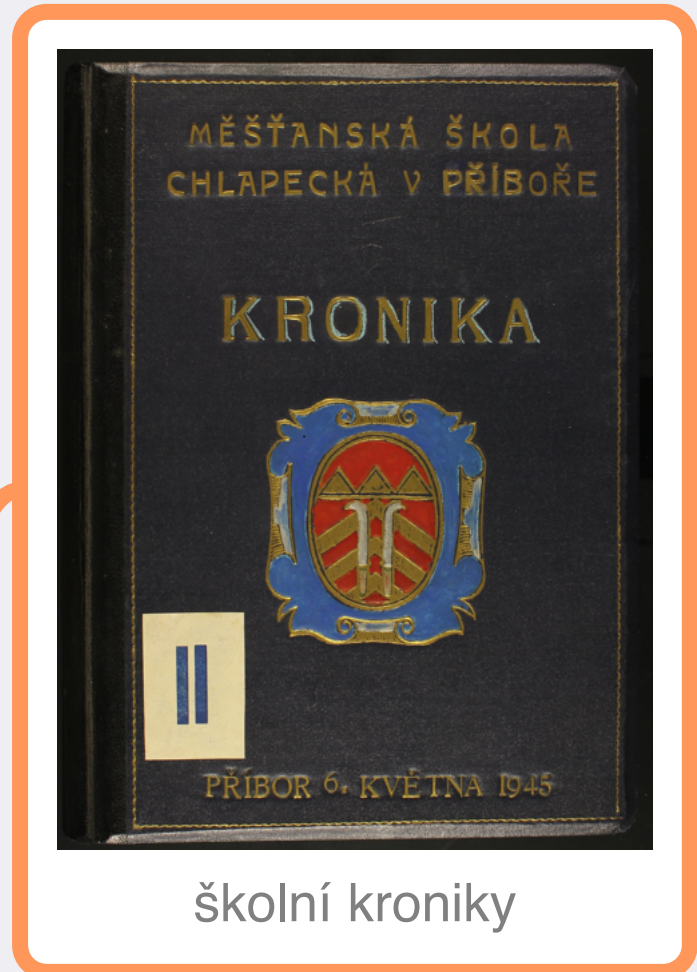 MĚŠŤANSKÁ ŠKOLA
CHLAPECKÁ V PŘÍBOŘE
KRONIKA
II
PŘÍBOR 6. KVĚTNA 1945
školní kroniky